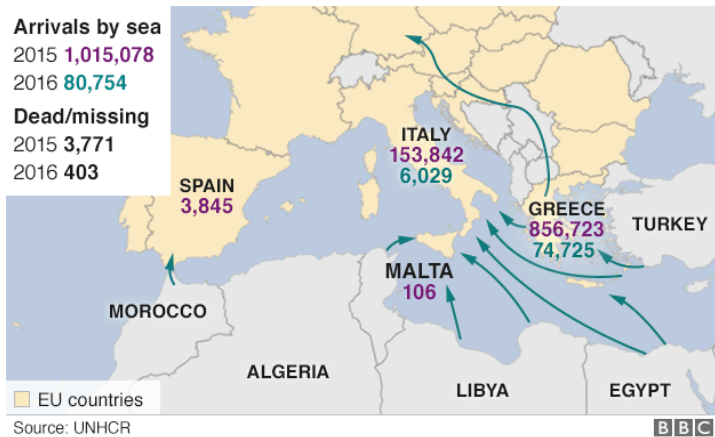 Arrivals by sea
2015 1,015,078
2016 80,754
Dead/missing
2015 3,771
2016 403
ITALY
153,842
6,029
SPAIN
3,845
GREECE
856,723
74,725
TURKEY
MALTA
106
MOROCCO
ALGERIA
LIBYA
EGYPT
EU countries
Source: UNHCR
BBC